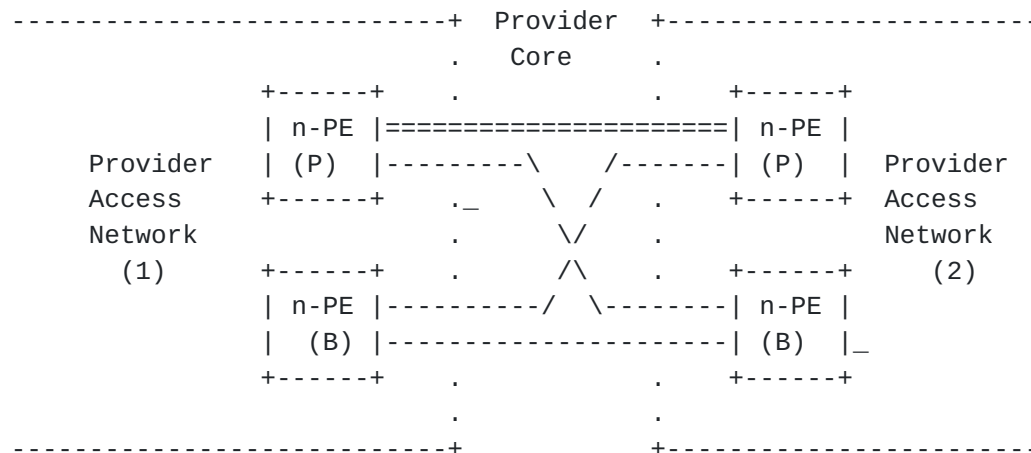 ----------------------------+  Provider  +------------------------
                            .   Core     .
                +------+    .            .    +------+
                | n-PE |======================| n-PE |
     Provider   | (P)  |---------\    /-------| (P)  |  Provider
     Access     +------+    ._    \  /   .    +------+  Access
     Network                .      \/    .              Network
       (1)      +------+    .      /\    .    +------+     (2)
                | n-PE |----------/  \--------| n-PE |
                |  (B) |----------------------| (B)  |_
                +------+    .            .    +------+
                            .            .
----------------------------+            +------------------------